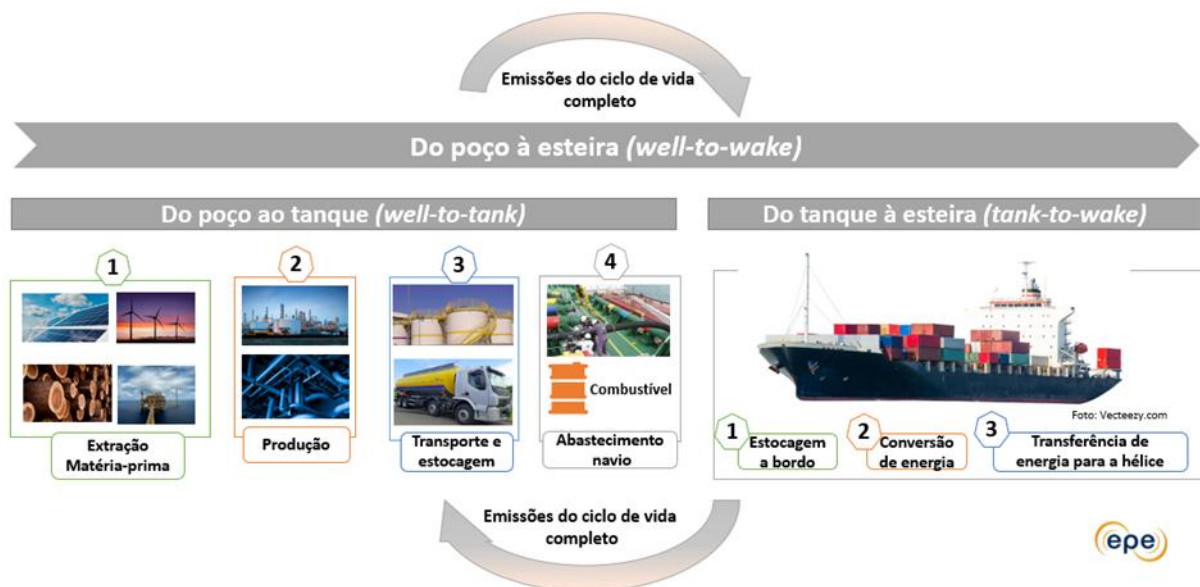 Emissões do ciclo de vida
completo
Do poço à esteira (well-to-wake)
Do poço ao tanque (well-to-tank)
Do tanque à esteira (tank-to-wake)
1
2
3
4
Combustível
Extração
Matéria-prima
Produção
Transporte e
estocagem
Abastecimento
navio
Foto: Vecteezy.com
1
Estocagem
a bordo
2
Conversão
de energia
3
Transferência de
energia para a hélice
Emissões do ciclo de vida
completo
epe